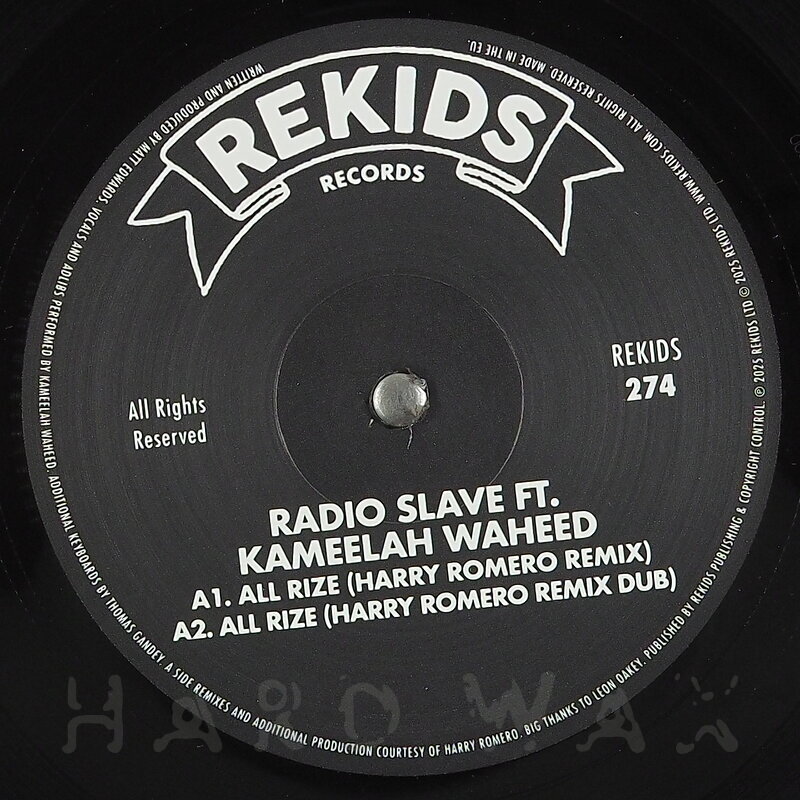 REKIDS
RECORDS
REKIDS
274
All Rights
Reserved
RADIO SLAVE FT.
KAMEELAH WAHEED
A1. ALL RIZE (HARRY ROMERO REMIX)
A2. ALL RIZE (HARRY ROMERO REMIX DUB)
WRITTEN AND PRODUCED BY MATT EDWARDS. VOCALS AND ADLIBS PERFORMED BY KAMEELAH WAHEED. ADDITIONAL KEYBOARDS BY THOMAS GANDEY. A SIDE REMIXES AND ADDITIONAL PRODUCTION COURTESY OF HARRY ROMERO. BIG THANKS TO LEON OAKEY. PUBLISHED BY REKIDS PUBLISHING & COPYRIGHT CONTROL. ℗ 2025 REKIDS LTD © 2025 REKIDS LTD. WWW.REKIDS.COM. ALL RIGHTS RESERVED. MADE IN THE EU.
HARD WAX